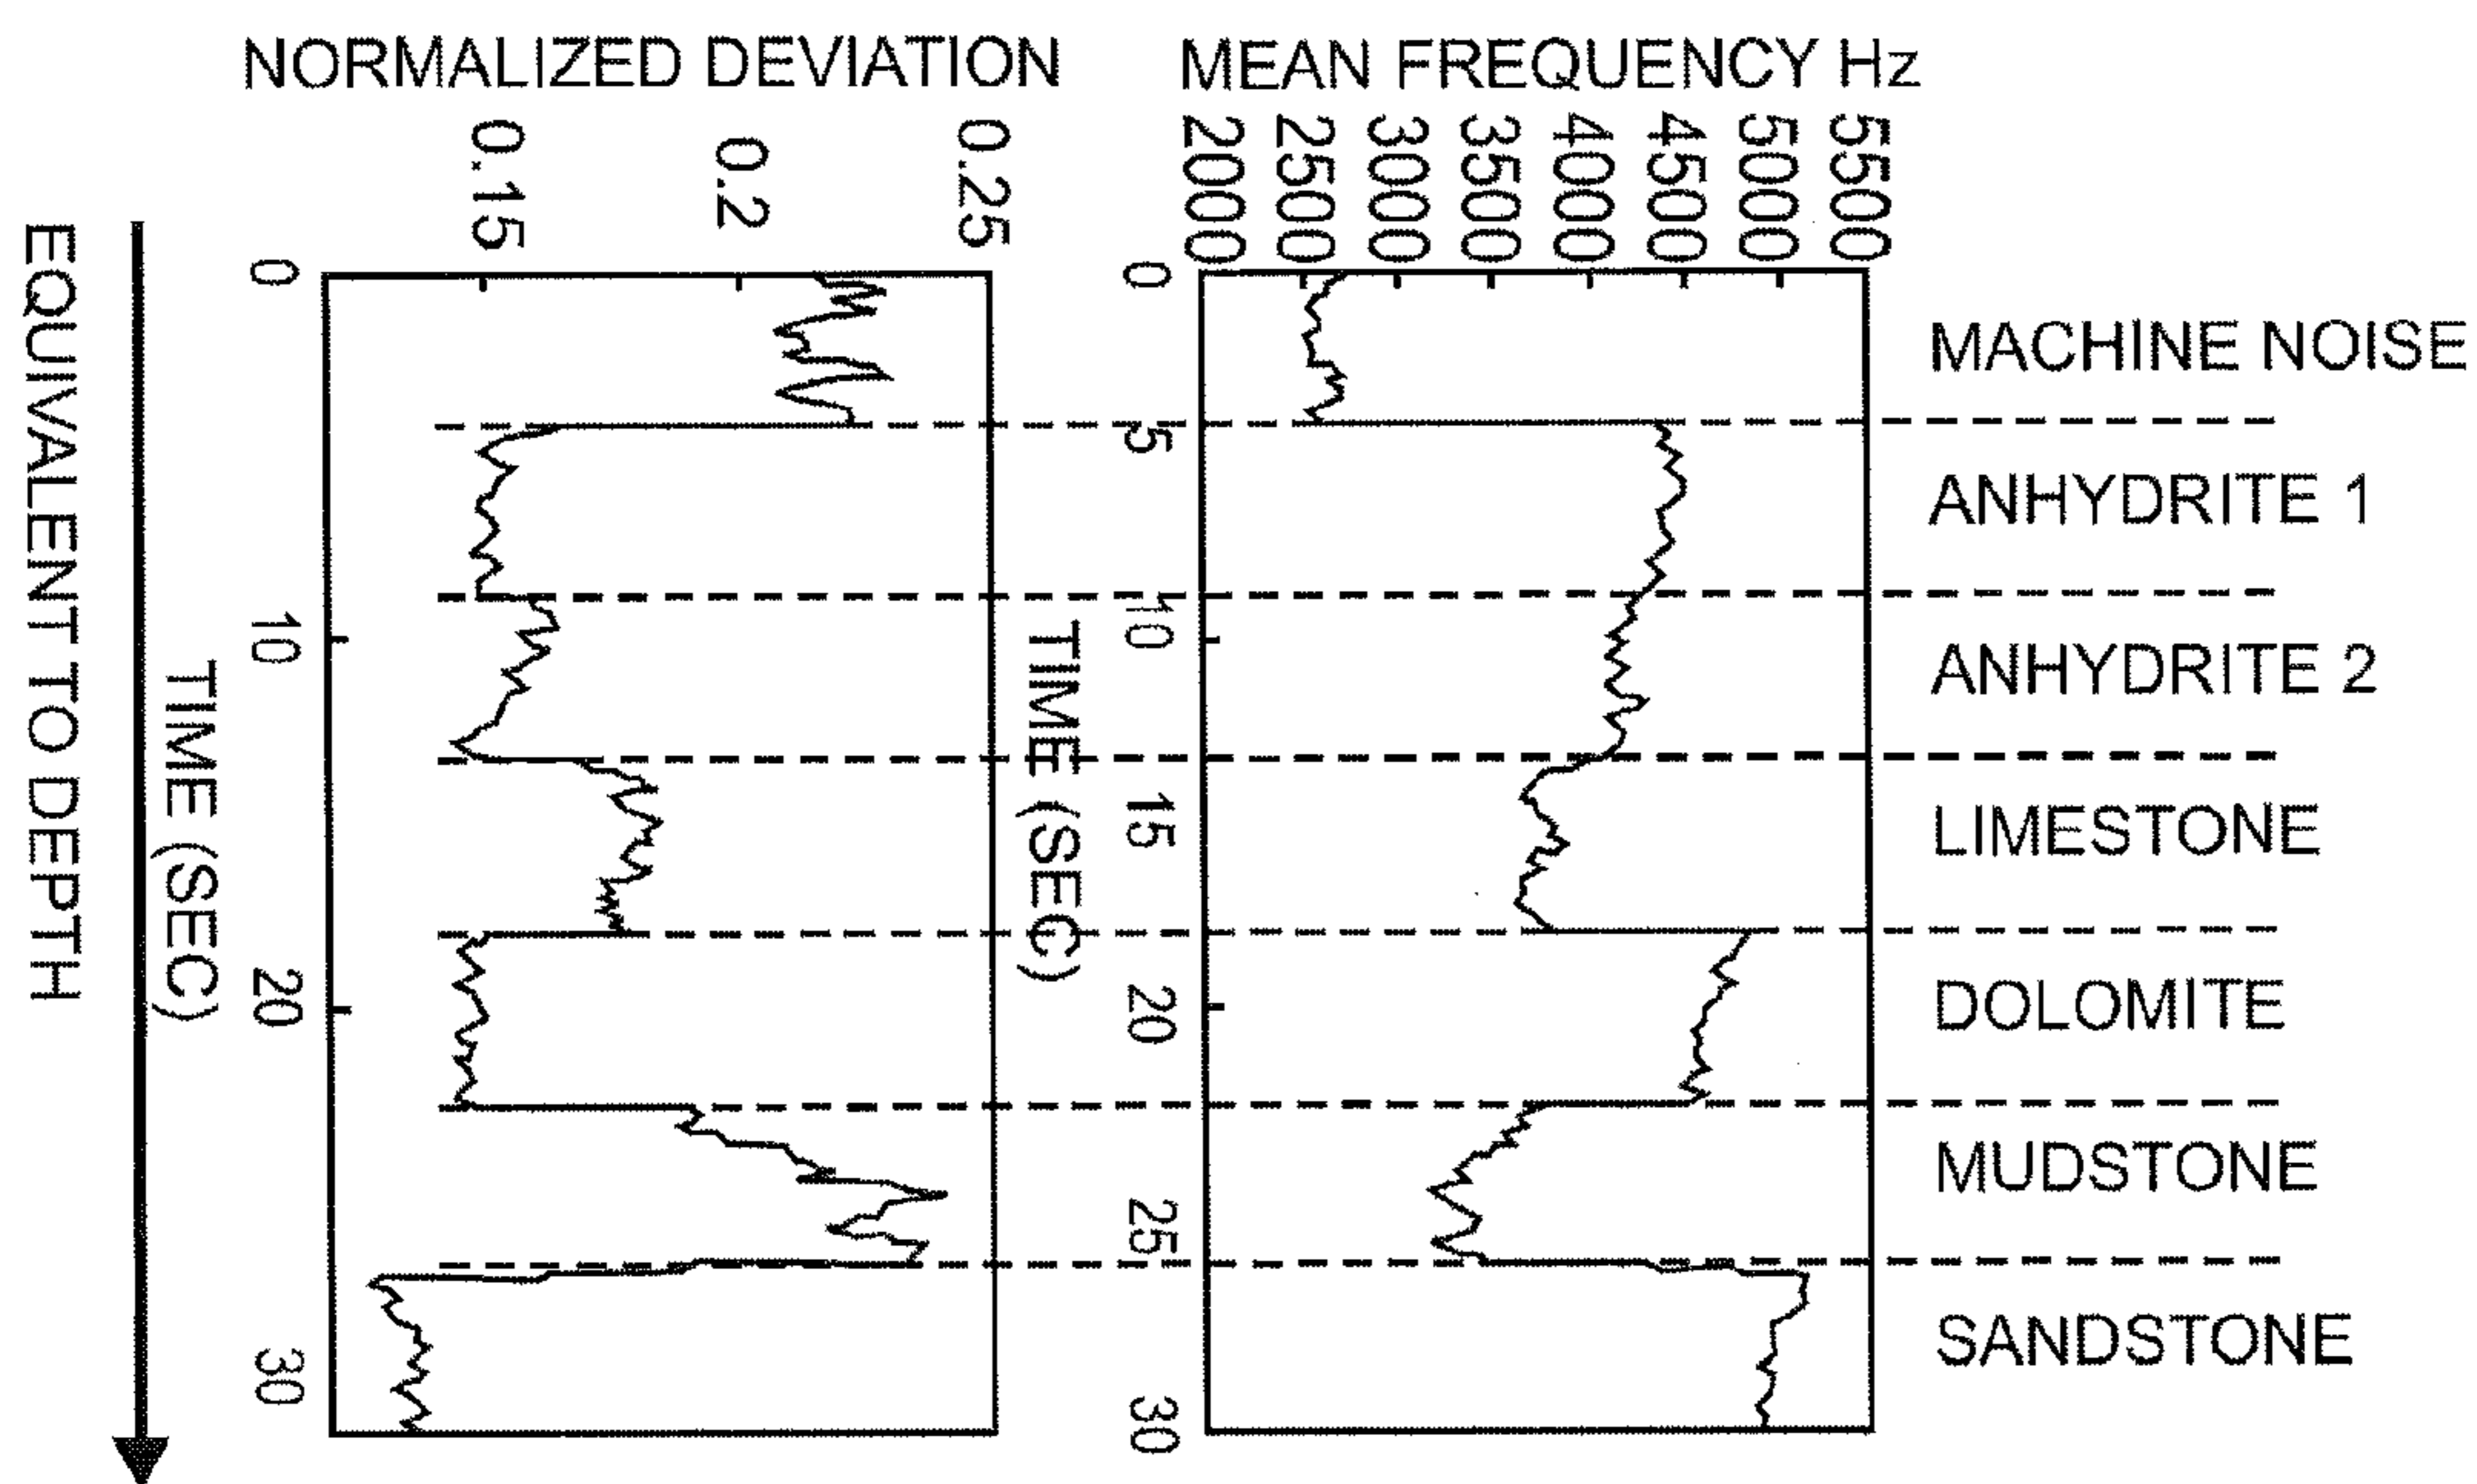 NORMALIZED DEVIATION
MEAN FREQUENCY Hz
0.15
0.2
0.25
2000
2500
3000
3500
4000
4500
5000
5500
EQUIVALENT TO DEPTH
TIME (SEC)
0
10
20
30
TIME (SEC)
0
5
10
15
20
25
30
MACHINE NOISE
ANHYDRITE 1
ANHYDRITE 2
LIMESTONE
DOLOMITE
MUDSTONE
SANDSTONE